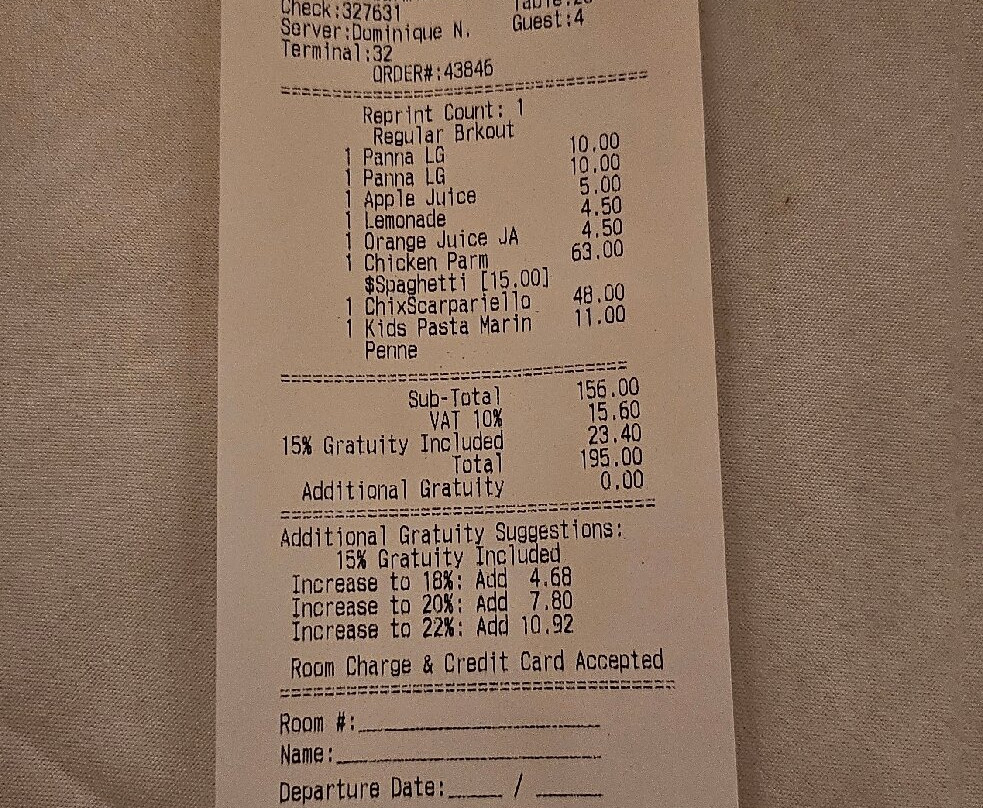 Check:327631
Server:Dominique N. Guest:4
Terminal:32
ORDER#:43846
Reprint Count: 1
Regular Brkout
1 Panna LG 10.00
1 Panna LG 10.00
1 Apple Juice 5.00
1 Lemonade 4.50
1 Orange Juice JA 4.50
1 Chicken Parm 63.00
$Spaghetti [15.00]
1 ChixScarpariello 48.00
1 Kids Pasta Marin 11.00
Penne
Sub-Total 156.00
VAT 10% 15.60
15% Gratuity Included 23.40
Total 195.00
Additional Gratuity 0.00
Additional Gratuity Suggestions:
15% Gratuity Included
Increase to 18%: Add 4.68
Increase to 20%: Add 7.80
Increase to 22%: Add 10.92
Room Charge & Credit Card Accepted
Room #:
Name:
Departure Date: /